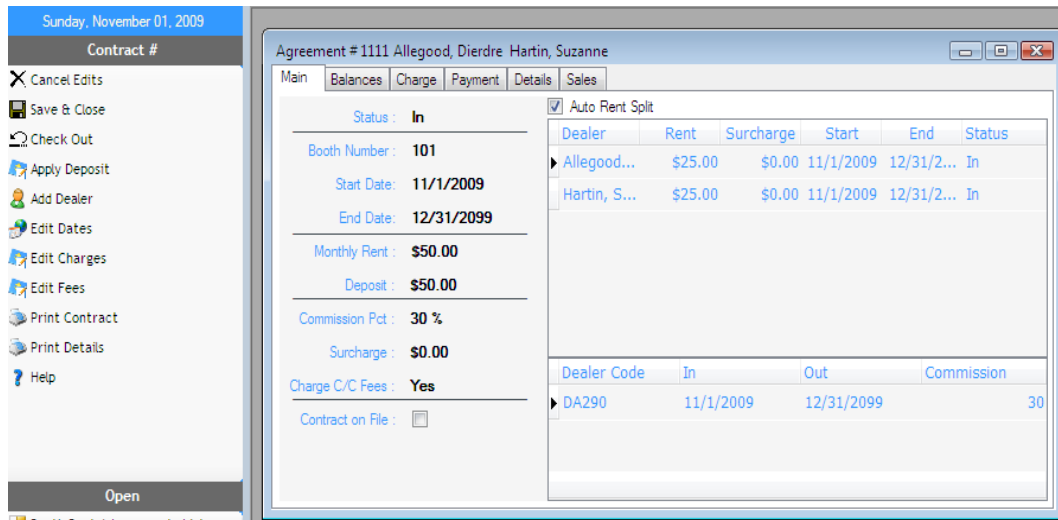 Sunday, November 01, 2009
Contract #
Cancel Edits
Save & Close
Check Out
Apply Deposit
Add Dealer
Edit Dates
Edit Charges
Edit Fees
Print Contract
Print Details
Help
Open
Agreement # 1111 Allegood, Dierdre Hartin, Suzanne
Main Balances Charge Payment Details Sales
Status : In
Booth Number : 101
Start Date: 11/1/2009
End Date: 12/31/2099
Monthly Rent : $50.00
Deposit : $50.00
Commission Pct : 30 %
Surcharge : $0.00
Charge C/C Fees : Yes
Contract on File :
Auto Rent Split
Dealer Rent Surcharge Start End Status
Allegood... $25.00 $0.00 11/1/2009 12/31/2... In
Hartin, S... $25.00 $0.00 11/1/2009 12/31/2... In
Dealer Code In Out Commission
DA290 11/1/2009 12/31/2099 30